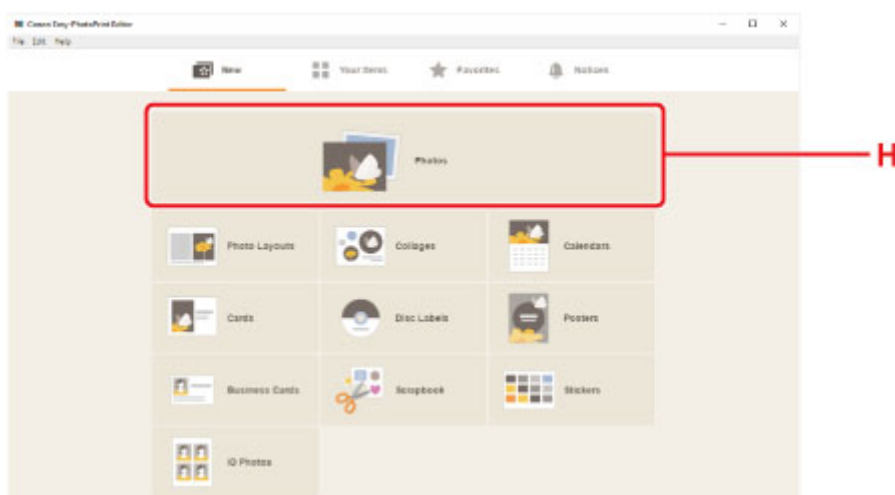 Canon Easy-PhotoPrint Editor
File Edit Help
New Your Items Favorites Notices
Photos
H
Photo Layouts Collages Calendars
Cards Disc Labels Posters
Business Cards Scrapbook Stickers
ID Photos